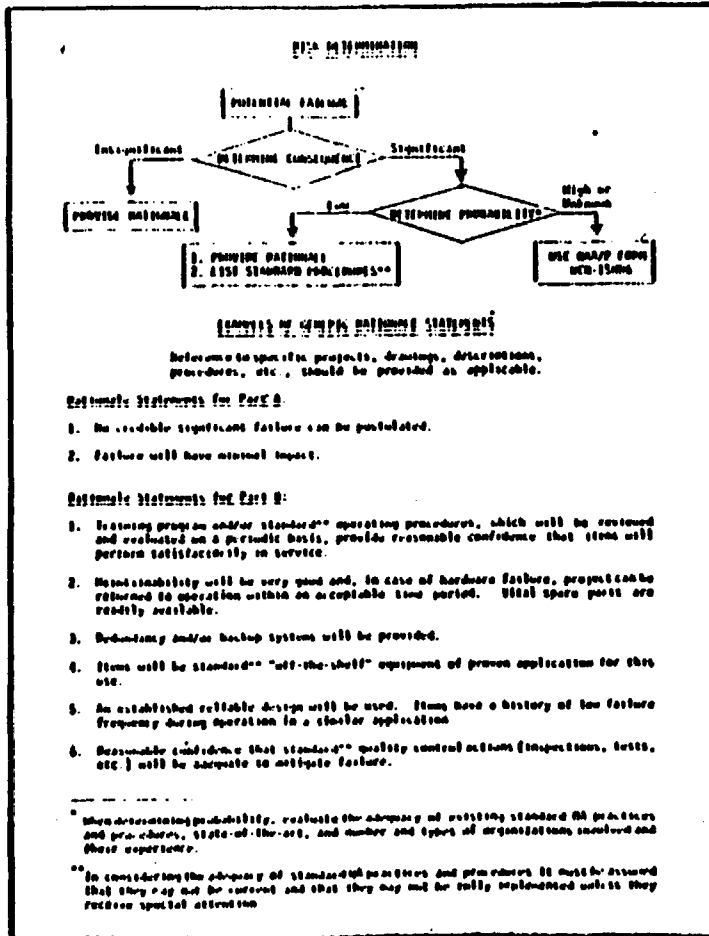 RISK DETERMINATION
POTENTIAL FAILURE
Insignificant
DETERMINE CONSEQUENCE
Significant
PROVIDE RATIONALE
Low
DETERMINE PROBABILITY*
High or
Unknown
1. PROVIDE RATIONALE
2. LIST STANDARD PROCEDURES**
USE QAA/P FORM
EXAMPLES OF GENERIC RATIONALE STATEMENTS
Reference to specific projects, drawings, descriptions,
procedures, etc., should be provided as applicable.
Rationale Statements for Part A:
1. No credible significant failure can be postulated.
2. Failure will have minimal impact.
Rationale Statements for Part B:
1. Training program and/or standard** operating procedures, which will be reviewed
and evaluated on a periodic basis, provide reasonable confidence that items will
perform satisfactorily in service.
2. Maintainability will be very good and, in case of hardware failure, project can be
returned to operation within an acceptable time period. Vital spare parts are
readily available.
3. Redundancy and/or backup systems will be provided.
4. Items will be standard** "off-the-shelf" equipment of proven application for this
use.
5. An established reliable design will be used. Items have a history of low failure
frequency during operation in a similar application
6. Reasonable confidence that standard** quality control actions (inspections, tests,
etc.) will be adequate to mitigate failure.
* When determining probability, evaluate the adequacy of existing standard QA practices
and procedures, state-of-the-art, and number and types of organizations involved and
their experience.
** In considering the adequacy of standard QA practices and procedures it must be assumed
that they may not be current and that they may not be fully implemented unless they
receive special attention